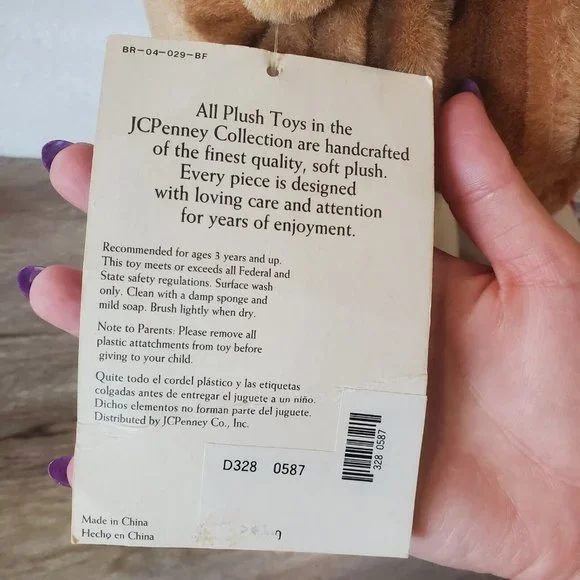 BR-04-029-BF
All Plush Toys in the
JCPenney Collection are handcrafted
of the finest quality, soft plush.
Every piece is designed
with loving care and attention
for years of enjoyment.
Recommended for ages 3 years and up.
This toy meets or exceeds all Federal and
State safety regulations. Surface wash
only. Clean with a damp sponge and
mild soap. Brush lightly when dry.
Note to Parents: Please remove all
plastic attatchments from toy before
giving to your child.
Quite todo el cordel plástico y las etiquetas
colgadas antes de entregar el juguete a un niño.
Dichos elementos no forman parte del juguete.
Distributed by JCPenney Co., Inc.
328 0587
D328 0587
Made in China
Hecho en China